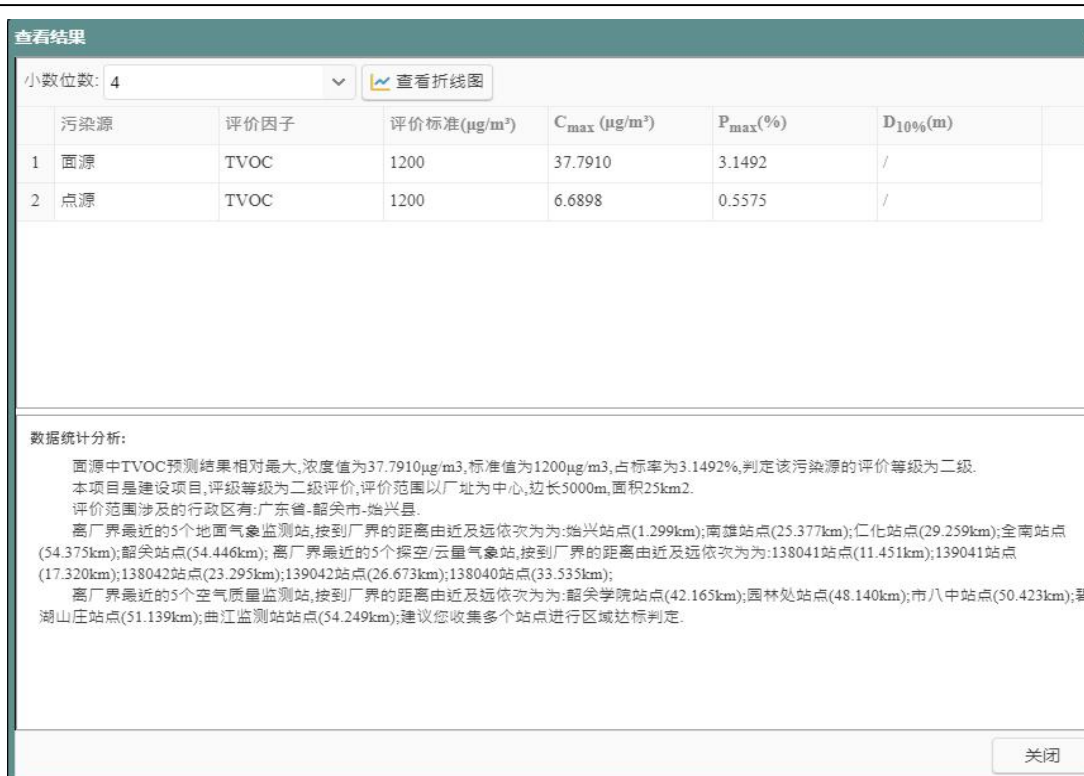 查看结果
小数位数: 4 查看折线图
污染源 评价因子 评价标准(μg/m³) Cmax (μg/m³) Pmax(%) D10%(m)
1 面源 TVOC 1200 37.7910 3.1492 /
2 点源 TVOC 1200 6.6898 0.5575 /
数据统计分析:
面源中TVOC预测结果相对最大,浓度值为37.7910μg/m3,标准值为1200μg/m3,占标率为3.1492%,判定该污染源的评价等级为二级.
本项目是建设项目,评级等级为二级评价,评价范围以厂址为中心,边长5000m,面积25km2.
评价范围涉及的行政区有:广东省-韶关市-始兴县.
离厂界最近的5个地面气象监测站,按到厂界的距离由近及远依次为为:始兴站点(1.299km);南雄站点(25.377km);仁化站点(29.259km);全南站点
(54.375km);韶关站点(54.446km); 离厂界最近的5个探空/云量气象站,按到厂界的距离由近及远依次为为:138041站点(11.451km);139041站点
(17.320km);138042站点(23.295km);139042站点(26.673km);138040站点(33.535km);
离厂界最近的5个空气质量监测站,按到厂界的距离由近及远依次为为:韶关学院站点(42.165km);园林处站点(48.140km);市八中站点(50.423km);碧
湖山庄站点(51.139km);曲江监测站站点(54.249km);建议您收集多个站点进行区域达标判定.
关闭